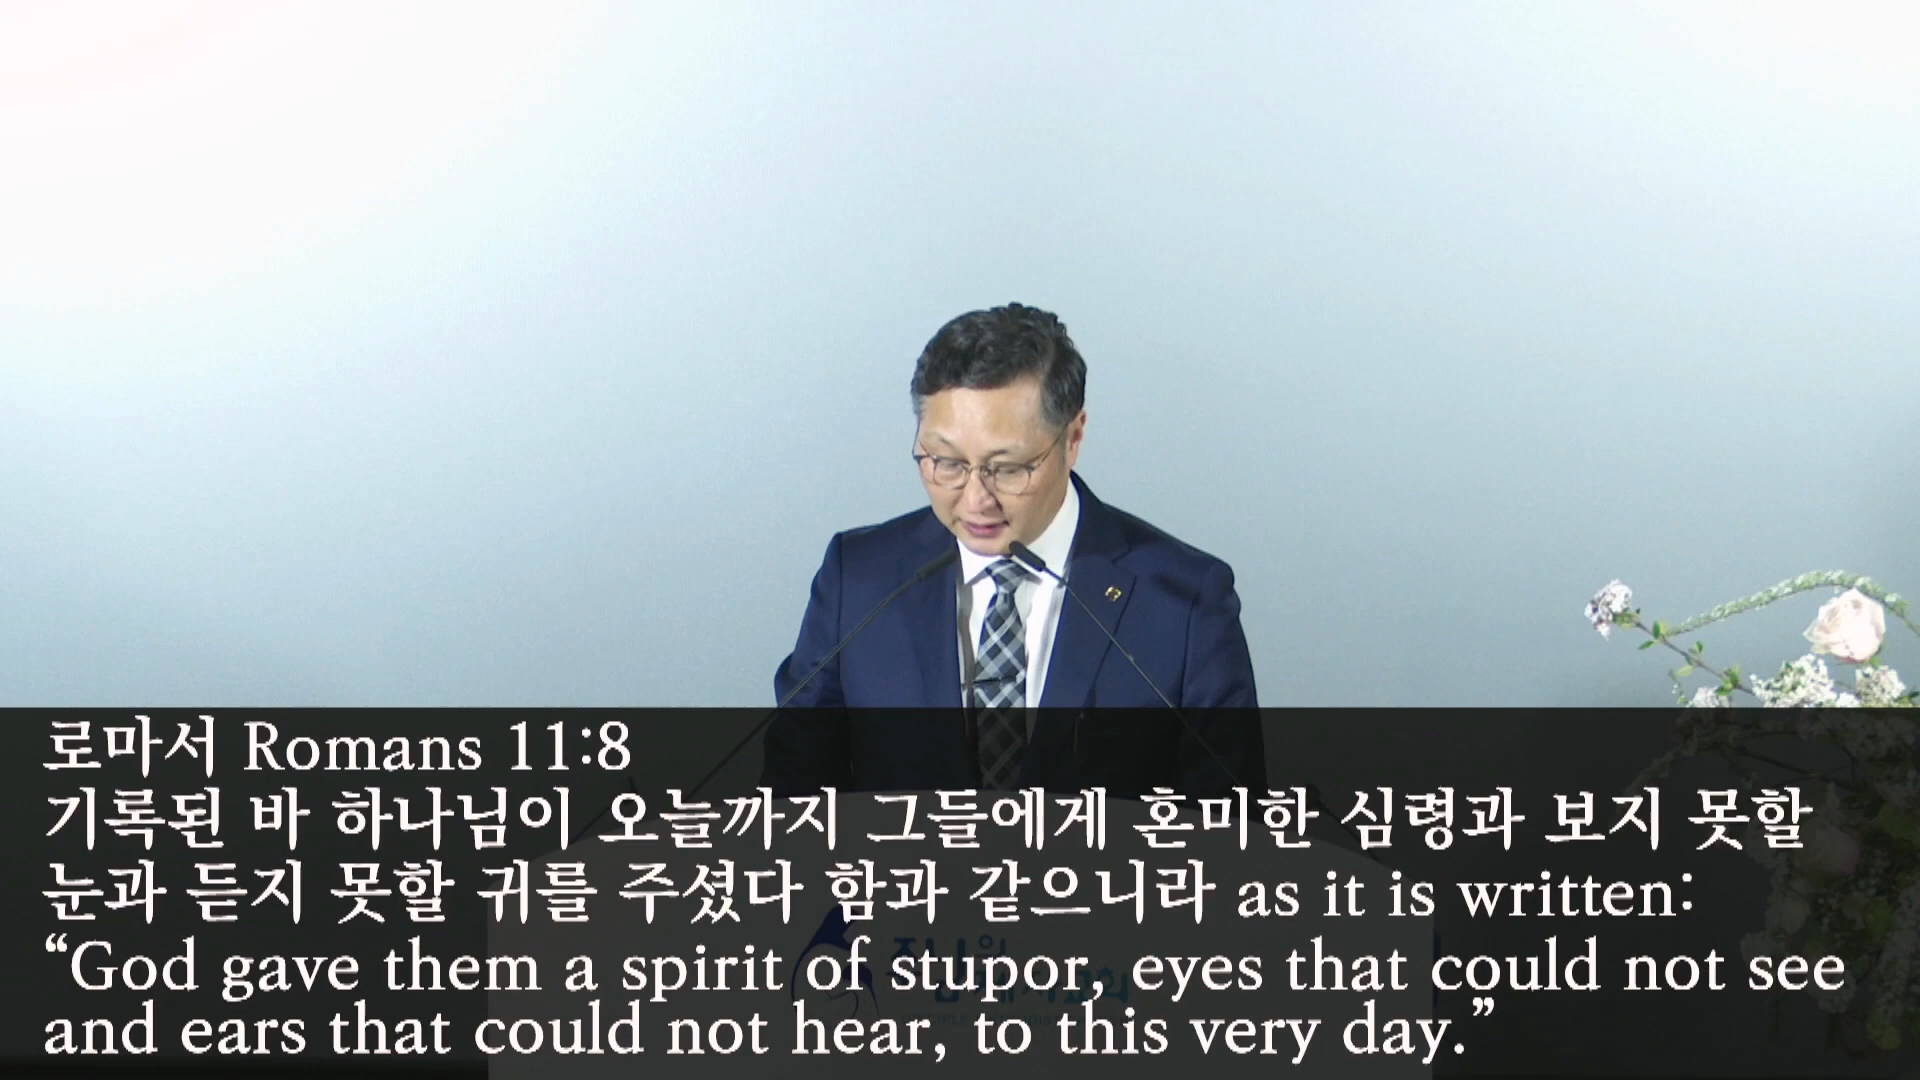 로마서 Romans 11:8
기록된 바 하나님이 오늘까지 그들에게 혼미한 심령과 보지 못할
눈과 듣지 못할 귀를 주셨다 함과 같으니라 as it is written:
“God gave them a spirit of stupor, eyes that could not see
and ears that could not hear, to this very day.”